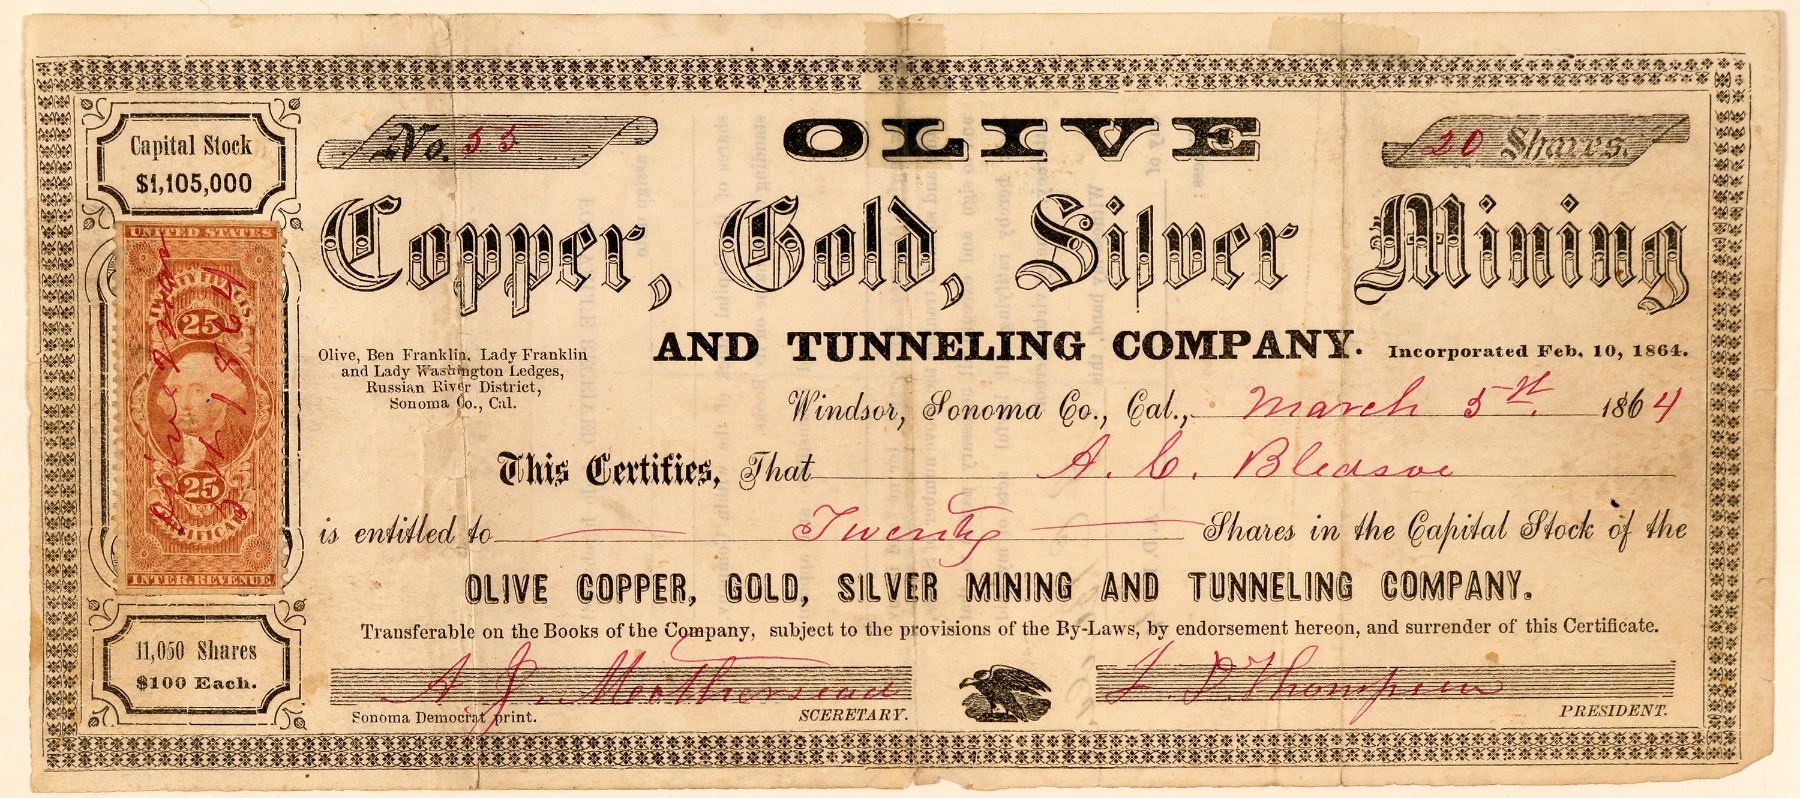 Capital Stock
$1,105,000
No. 55
OLIVE
20 Shares.
Copper, Gold, Silver Mining
AND TUNNELING COMPANY.
Incorporated Feb. 10, 1864.
Olive, Ben Franklin, Lady Franklin
and Lady Washington Ledges,
Russian River District,
Sonoma Co., Cal.
UNITED STATES
25
25
CERTIFICATE
INTER. REVENUE
Windsor, Sonoma Co., Cal., March 5th 1864
This Certifies, That A. C. Bledsoe
is entitled to Twenty Shares in the Capital Stock of the
OLIVE COPPER, GOLD, SILVER MINING AND TUNNELING COMPANY.
Transferable on the Books of the Company, subject to the provisions of the By-Laws, by endorsement hereon, and surrender of this Certificate.
11,050 Shares
$100 Each.
A. J. Mothersead
L. D. Thompson
Sonoma Democrat print.
SCERETARY.
PRESIDENT.